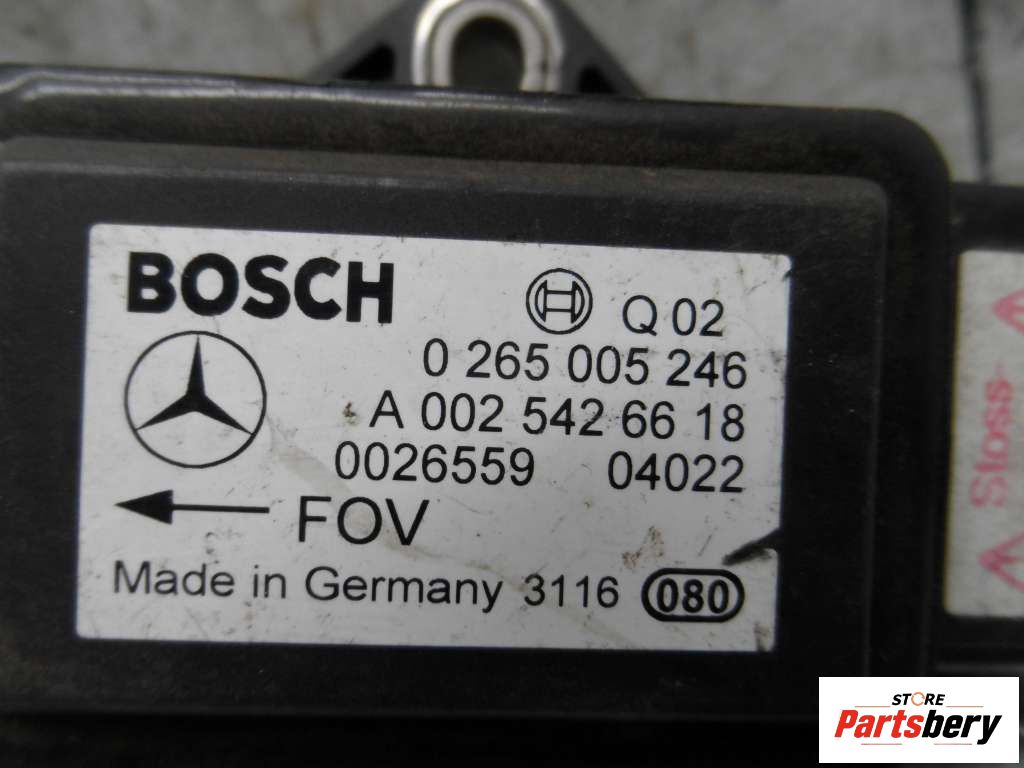 BOSCH
Q 02
0 265 005 246
A 002 542 66 18
0026559 04022
FOV
Made in Germany 3116 080
Stoss-
STORE
Partsbery